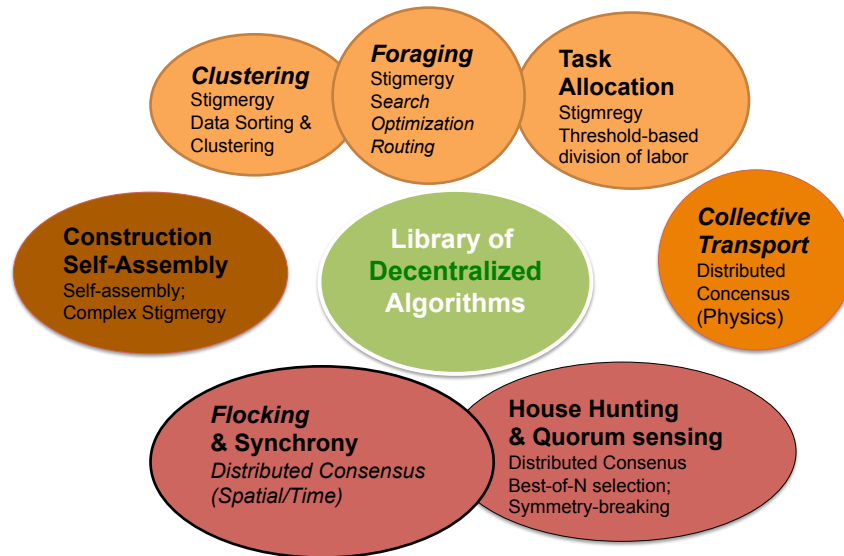 Clustering
Stigmergy
Data Sorting &
Clustering
Foraging
Stigmergy
Search
Optimization
Routing
Task
Allocation
Stigmregy
Threshold-based
division of labor
Construction
Self-Assembly
Self-assembly;
Complex Stigmergy
Library of
Decentralized
Algorithms
Collective
Transport
Distributed
Concensus
(Physics)
Flocking
& Synchrony
Distributed Consensus
(Spatial/Time)
House Hunting
& Quorum sensing
Distributed Consenus
Best-of-N selection;
Symmetry-breaking